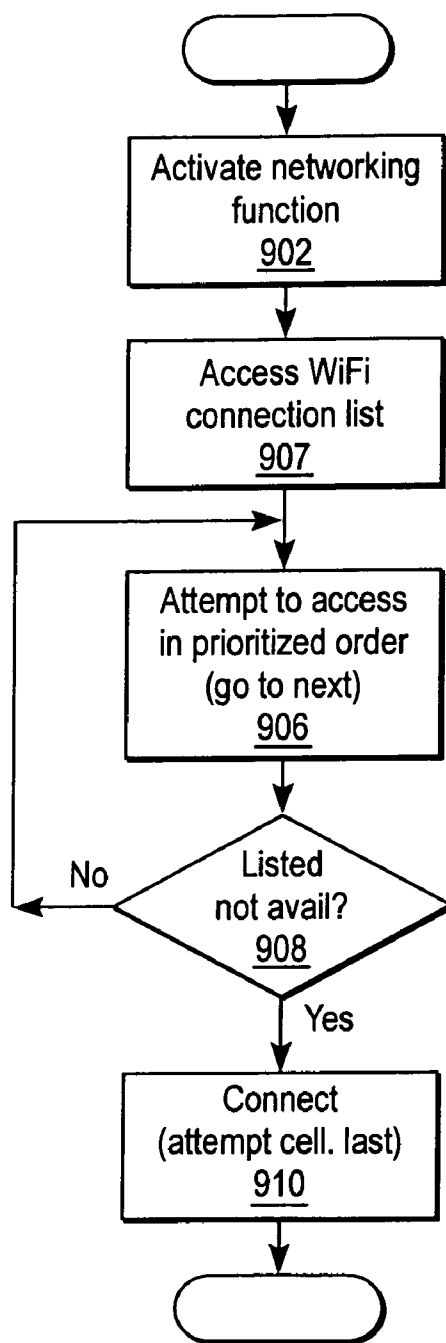 Activate networking
function
902
Access WiFi
connection list
907
Attempt to access
in prioritized order
(go to next)
906
No
Listed
not avail?
908
Yes
Connect
(attempt cell. last)
910